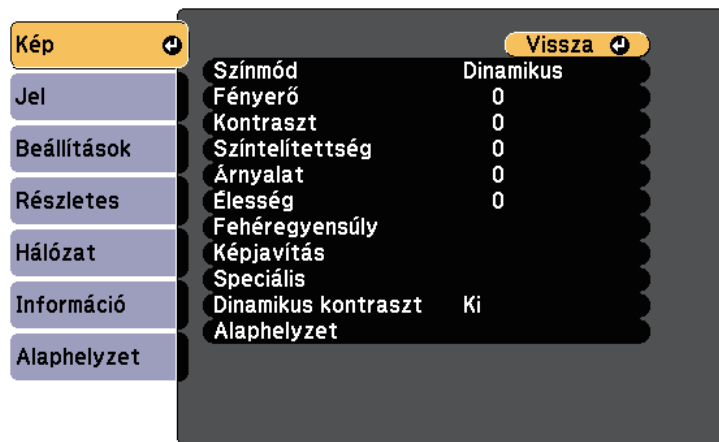 Kép
Jel
Beállítások
Részletes
Hálózat
Információ
Alaphelyzet
Vissza
Színmód Dinamikus
Fényerő 0
Kontraszt 0
Színtelítettség 0
Árnyalat 0
Élesség 0
Fehéregyensúly
Képjavítás
Speciális
Dinamikus kontraszt Ki
Alaphelyzet